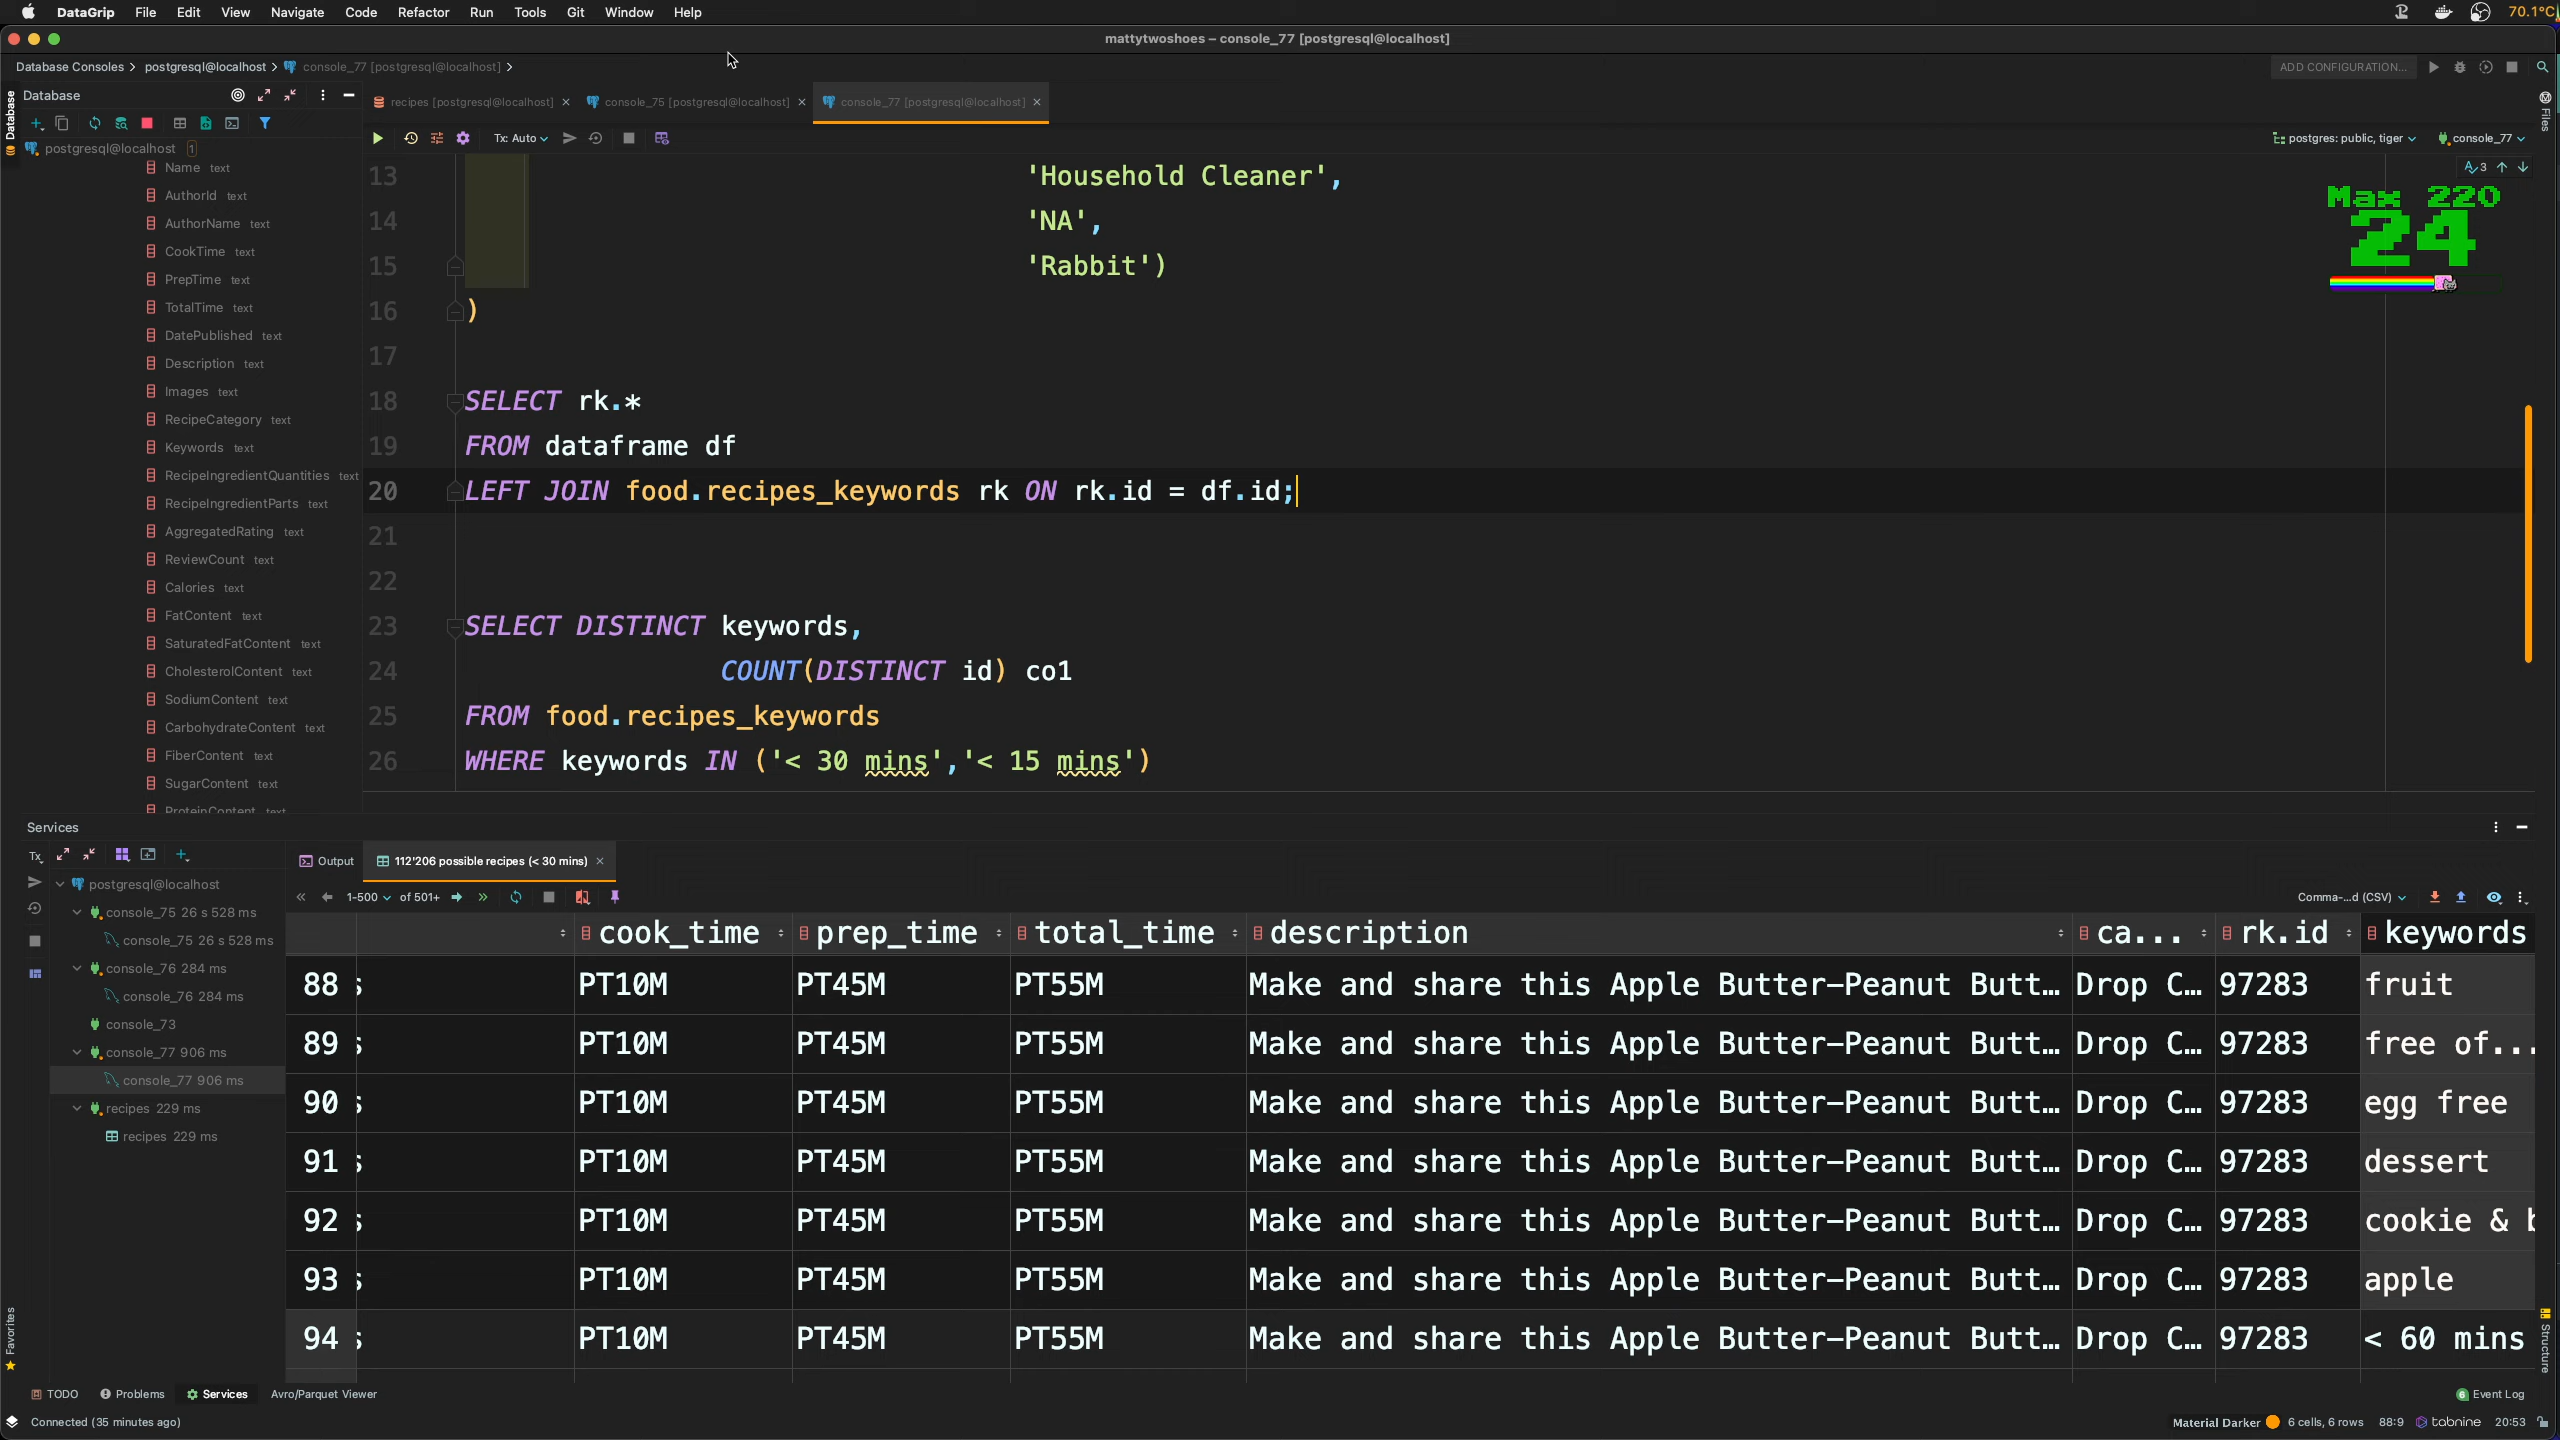 DataGrip File Edit View Navigate Code Refactor Run Tools Git Window Help 70.1°C
mattytwoshoes – console_77 [postgresql@localhost]
Database Consoles postgresql@localhost console_77 [postgresql@localhost] ADD CONFIGURATION...
Database
Database
Files
recipes [postgresql@localhost] console_75 [postgresql@localhost] console_77 [postgresql@localhost]
Tx: Auto postgres: public, tiger console_77
postgresql@localhost 1
Name text
AuthorId text
AuthorName text
CookTime text
PrepTime text
TotalTime text
DatePublished text
Description text
Images text
RecipeCategory text
Keywords text
RecipeIngredientQuantities text
RecipeIngredientParts text
AggregatedRating text
ReviewCount text
Calories text
FatContent text
SaturatedFatContent text
CholesterolContent text
SodiumContent text
CarbohydrateContent text
FiberContent text
SugarContent text
ProteinContent text
3
Max 220
24
13 'Household Cleaner',
14 'NA',
15 'Rabbit')
16 )
17
18 SELECT rk.*
19 FROM dataframe df
20 LEFT JOIN food.recipes_keywords rk ON rk.id = df.id;
21
22
23 SELECT DISTINCT keywords,
24 COUNT(DISTINCT id) co1
25 FROM food.recipes_keywords
26 WHERE keywords IN ('< 30 mins','< 15 mins')
Services
Tx
postgresql@localhost
console_75 26 s 528 ms
console_75 26 s 528 ms
console_76 284 ms
console_76 284 ms
console_73
console_77 906 ms
console_77 906 ms
recipes 229 ms
recipes 229 ms
Output 112'206 possible recipes (< 30 mins)
1-500 of 501+ Comma-...d (CSV)
cook_time prep_time total_time description ca... rk.id keywords
88 s PT10M PT45M PT55M Make and share this Apple Butter-Peanut Butt... Drop C... 97283 fruit
89 s PT10M PT45M PT55M Make and share this Apple Butter-Peanut Butt... Drop C... 97283 free of...
90 s PT10M PT45M PT55M Make and share this Apple Butter-Peanut Butt... Drop C... 97283 egg free
91 s PT10M PT45M PT55M Make and share this Apple Butter-Peanut Butt... Drop C... 97283 dessert
92 s PT10M PT45M PT55M Make and share this Apple Butter-Peanut Butt... Drop C... 97283 cookie & b
93 s PT10M PT45M PT55M Make and share this Apple Butter-Peanut Butt... Drop C... 97283 apple
94 s PT10M PT45M PT55M Make and share this Apple Butter-Peanut Butt... Drop C... 97283 < 60 mins
Favorites
Structure
TODO Problems Services Avro/Parquet Viewer 6 Event Log
Connected (35 minutes ago) Material Darker 6 cells, 6 rows 88:9 tabnine 20:53